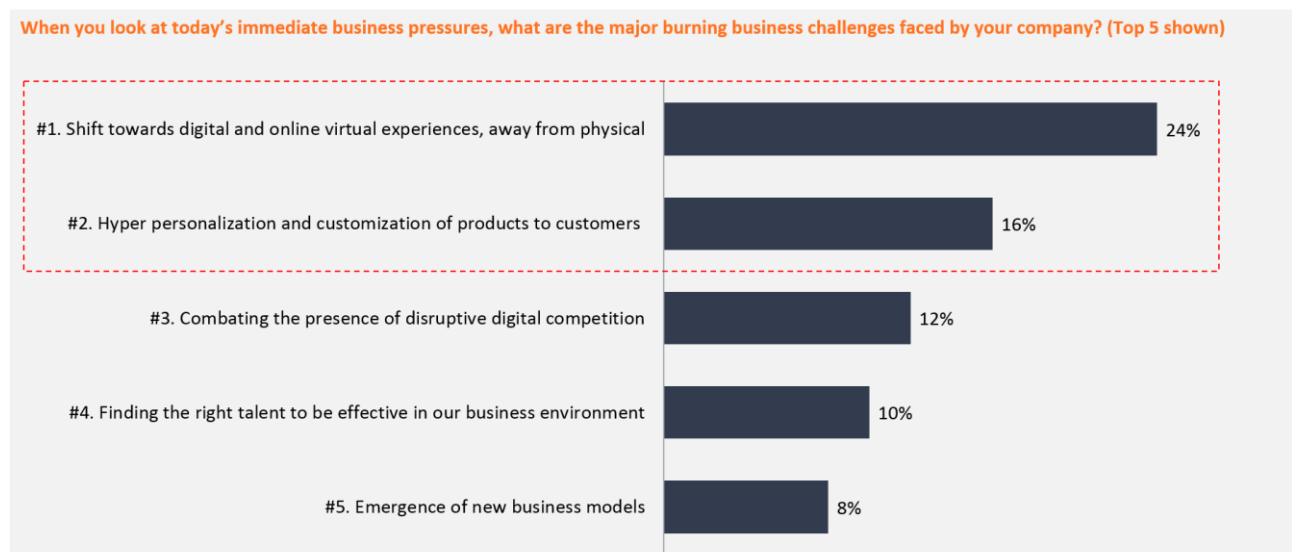 When you look at today's immediate business pressures, what are the major burning business challenges faced by your company? (Top 5 shown)
#1. Shift towards digital and online virtual experiences, away from physical
24%
#2. Hyper personalization and customization of products to customers
16%
#3. Combating the presence of disruptive digital competition
12%
#4. Finding the right talent to be effective in our business environment
10%
#5. Emergence of new business models
8%